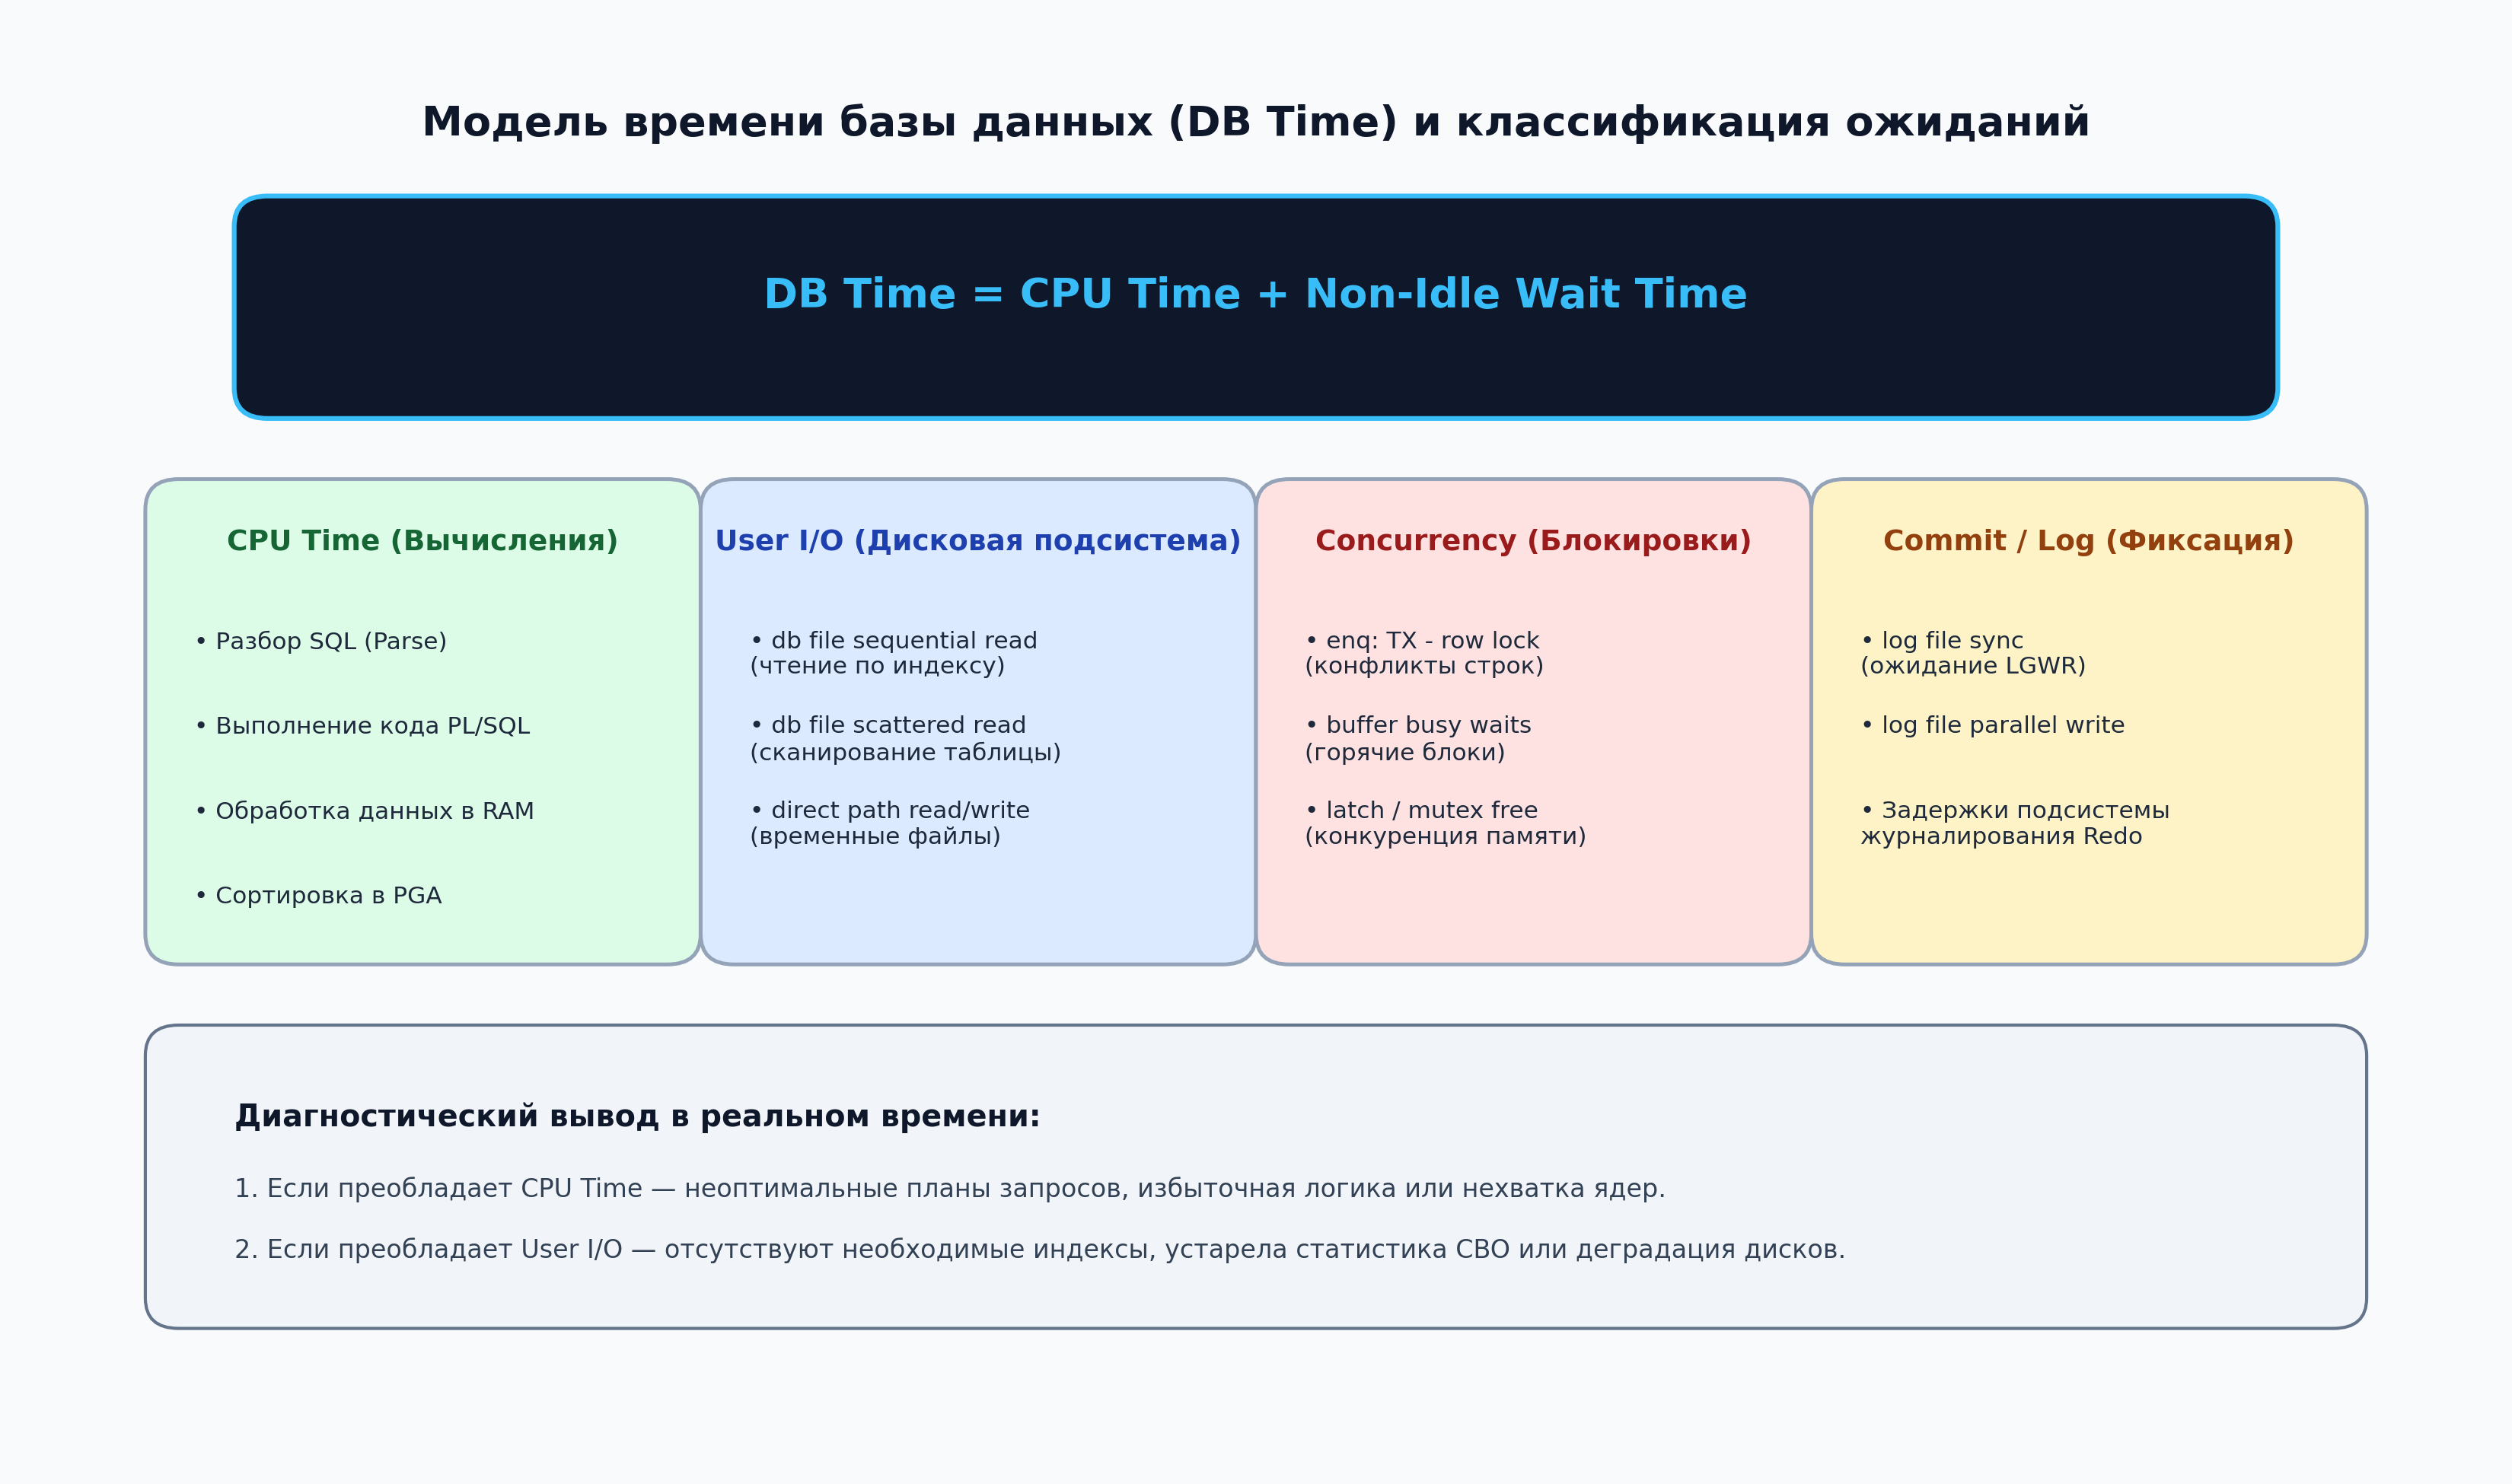 Модель времени базы данных (DB Time) и классификация ожиданий
DB Time = CPU Time + Non-Idle Wait Time
CPU Time (Вычисления)
• Разбор SQL (Parse)
• Выполнение кода PL/SQL
• Обработка данных в RAM
• Сортировка в PGA
User I/O (Дисковая подсистема)
• db file sequential read
(чтение по индексу)
• db file scattered read
(сканирование таблицы)
• direct path read/write
(временные файлы)
Concurrency (Блокировки)
• enq: TX - row lock
(конфликты строк)
• buffer busy waits
(горячие блоки)
• latch / mutex free
(конкуренция памяти)
Commit / Log (Фиксация)
• log file sync
(ожидание LGWR)
• log file parallel write
• Задержки подсистемы
журналирования Redo
Диагностический вывод в реальном времени:
1. Если преобладает CPU Time — неоптимальные планы запросов, избыточная логика или нехватка ядер.
2. Если преобладает User I/O — отсутствуют необходимые индексы, устарела статистика CBO или деградация дисков.